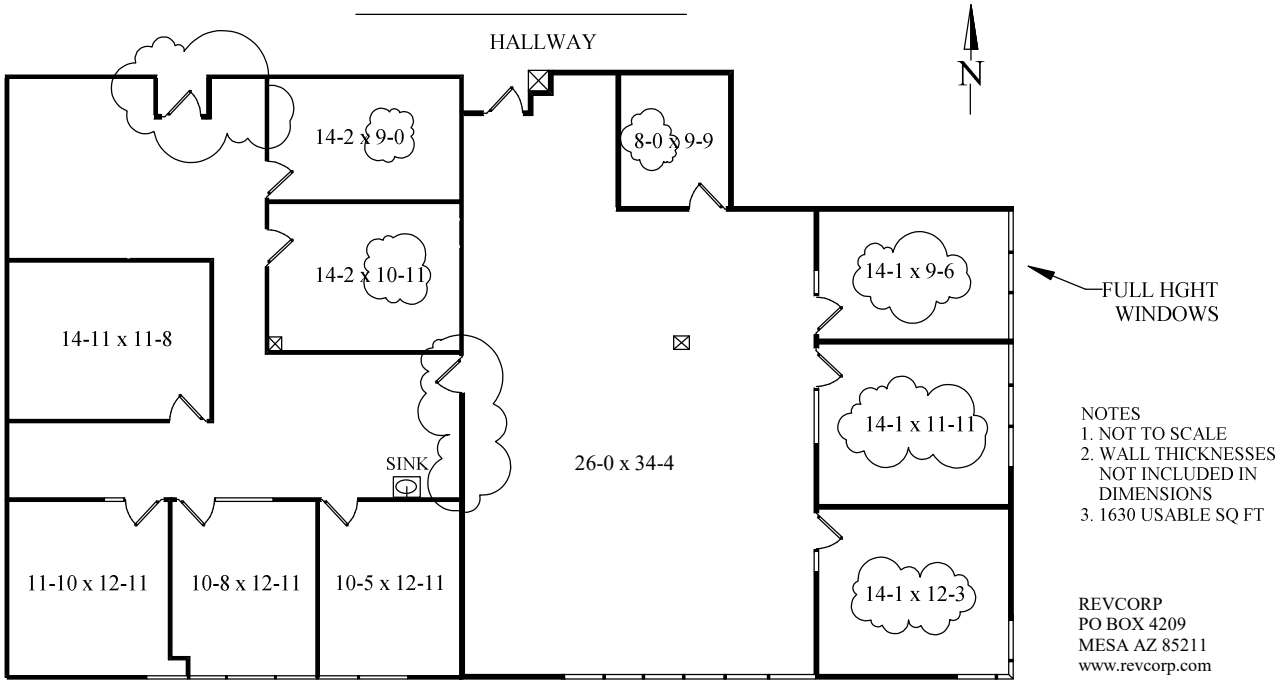 HALLWAY
N
14-2 x 9-0
8-0 x 9-9
14-2 x 10-11
14-1 x 9-6
FULL HGHT
WINDOWS
14-11 x 11-8
14-1 x 11-11
NOTES
1. NOT TO SCALE
2. WALL THICKNESSES
NOT INCLUDED IN
DIMENSIONS
3. 1630 USABLE SQ FT
SINK
26-0 x 34-4
11-10 x 12-11
10-8 x 12-11
10-5 x 12-11
14-1 x 12-3
REVCORP
PO BOX 4209
MESA AZ 85211
www.revcorp.com